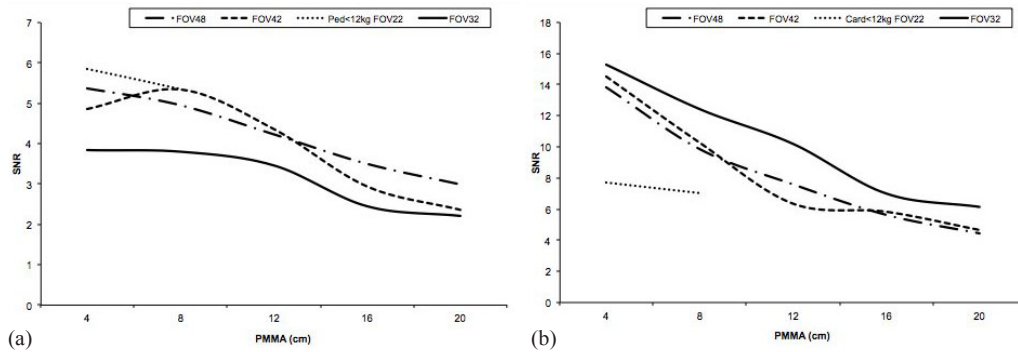 FOV48 FOV42 Ped<12kg FOV22 FOV32
7
6
5
4
3
2
1
0
SNR
4 8 12 16 20
PMMA (cm)
(a)
FOV48 FOV42 Card<12kg FOV22 FOV32
18
16
14
12
10
8
6
4
2
0
SNR
4 8 12 16 20
PMMA (cm)
(b)